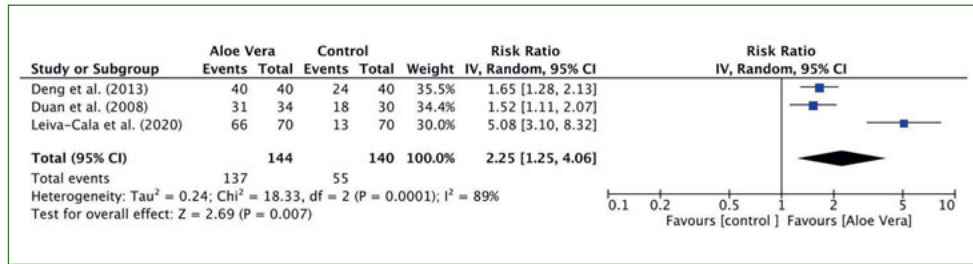 Aloe Vera Control Risk Ratio Risk Ratio
Study or Subgroup Events Total Events Total Weight IV, Random, 95% CI IV, Random, 95% CI
Deng et al. (2013) 40 40 24 40 35.5% 1.65 [1.28, 2.13]
Duan et al. (2008) 31 34 18 30 34.4% 1.52 [1.11, 2.07]
Leiva-Cala et al. (2020) 66 70 13 70 30.0% 5.08 [3.10, 8.32]
Total (95% CI) 144 140 100.0% 2.25 [1.25, 4.06]
Total events 137 55
Heterogeneity: Tau² = 0.24; Chi² = 18.33, df = 2 (P = 0.0001); I² = 89%
Test for overall effect: Z = 2.69 (P = 0.007)
0.1 0.2 0.5 1 2 5 10
Favours [control ] Favours [Aloe Vera]